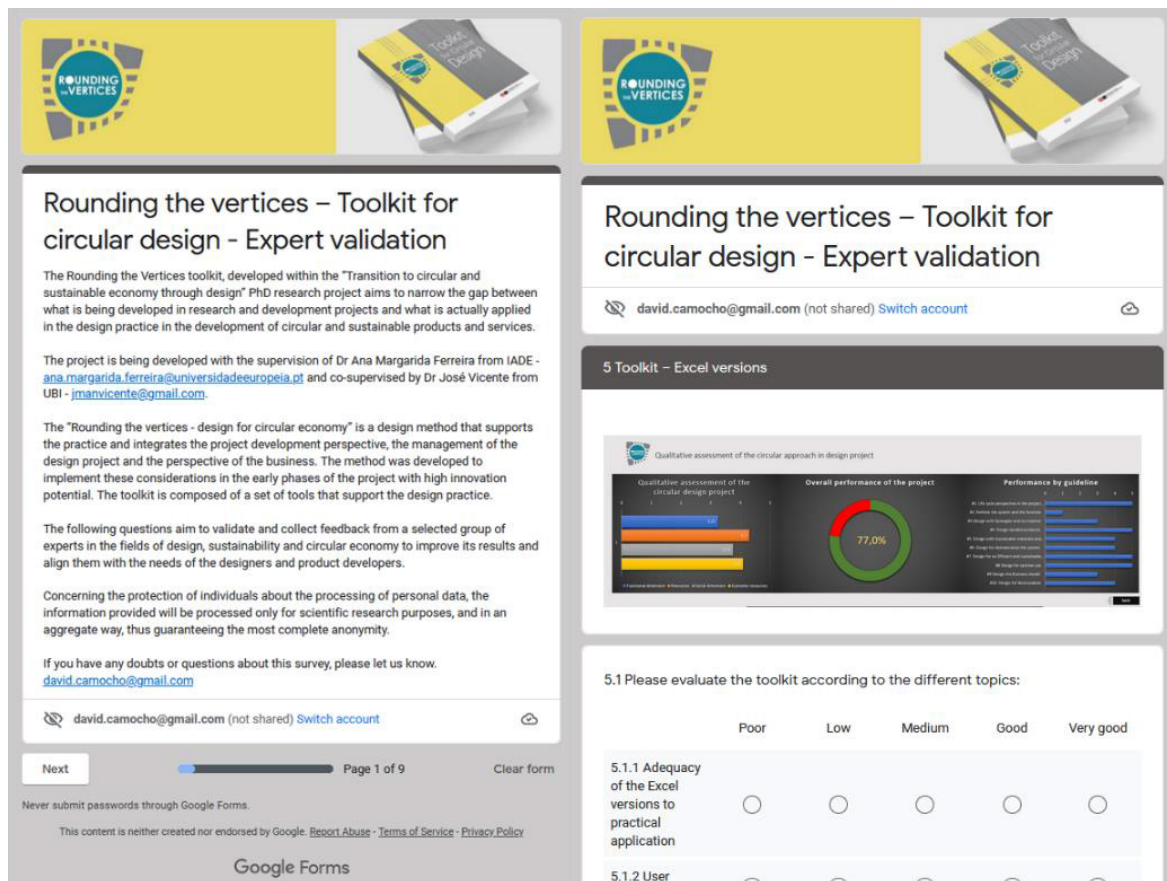 ROUNDING
THE VERTICES
Toolkit
for circular
Design
Rounding the vertices – Toolkit for
circular design - Expert validation
The Rounding the Vertices toolkit, developed within the "Transition to circular and
sustainable economy through design" PhD research project aims to narrow the gap between
what is being developed in research and development projects and what is actually applied
in the design practice in the development of circular and sustainable products and services.
The project is being developed with the supervision of Dr Ana Margarida Ferreira from IADE -
ana.margarida.ferreira@universidadeeuropeia.pt and co-supervised by Dr José Vicente from
UBI - jmanvicente@gmail.com.
The "Rounding the vertices - design for circular economy" is a design method that supports
the practice and integrates the project development perspective, the management of the
design project and the perspective of the business. The method was developed to
implement these considerations in the early phases of the project with high innovation
potential. The toolkit is composed of a set of tools that support the design practice.
The following questions aim to validate and collect feedback from a selected group of
experts in the fields of design, sustainability and circular economy to improve its results and
align them with the needs of the designers and product developers.
Concerning the protection of individuals about the processing of personal data, the
information provided will be processed only for scientific research purposes, and in an
aggregate way, thus guaranteeing the most complete anonymity.
If you have any doubts or questions about this survey, please let us know.
david.camocho@gmail.com
david.camocho@gmail.com (not shared) Switch account
Next Page 1 of 9 Clear form
Never submit passwords through Google Forms.
This content is neither created nor endorsed by Google. Report Abuse - Terms of Service - Privacy Policy
Google Forms
ROUNDING
THE VERTICES
Toolkit
for circular
Design
Rounding the vertices – Toolkit for
circular design - Expert validation
david.camocho@gmail.com (not shared) Switch account
5 Toolkit – Excel versions
Qualitative assessment of the circular approach in design project
Qualitative assessement of the
circular design project
Overall performance of the project
77,0%
Performance by guideline
5.1 Please evaluate the toolkit according to the different topics:
Poor Low Medium Good Very good
5.1.1 Adequacy
of the Excel
versions to
practical
application
5.1.2 User